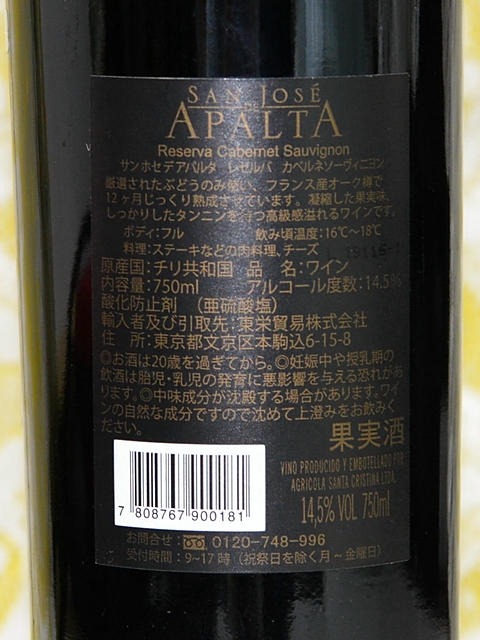 SAN JOSÉ
DE
APALTA
Reserva Cabernet Sauvignon
サンホセデアパルタ　レゼルバ　カベルネソーヴィニヨン
厳選されたぶどうのみ使い、フランス産オーク樽で
12ヶ月じっくり熟成させています。凝縮した果実味、
しっかりしたタンニンを持つ高級感溢れるワインです。
ボディ:フル　飲み頃温度:16℃~18℃
料理:ステーキなどの肉料理、チーズ
原産国:チリ共和国　品　名:ワイン
内容量:750ml　アルコール度数:14.5%
酸化防止剤　(亜硫酸塩)
輸入者及び引取先:東栄貿易株式会社
住　所:東京都文京区本駒込6-15-8
◎お酒は20歳を過ぎてから。◎妊娠中や授乳期の
飲酒は胎児・乳児の発育に悪影響を与える恐れがあ
ります。◎中味成分が沈殿する場合があります。ワイ
ンの自然な成分ですので沈めて上澄みをお飲みく
ださい。
果実酒
VINO PRODUCIDO Y EMBOTELLADO POR
AGRICOLA SANTA CRISTINA LTDA.
14,5% VOL 750ml
7 808767 900181
お問合せ:0120-748-996
受付時間:9~17時(祝祭日を除く月~金曜日)